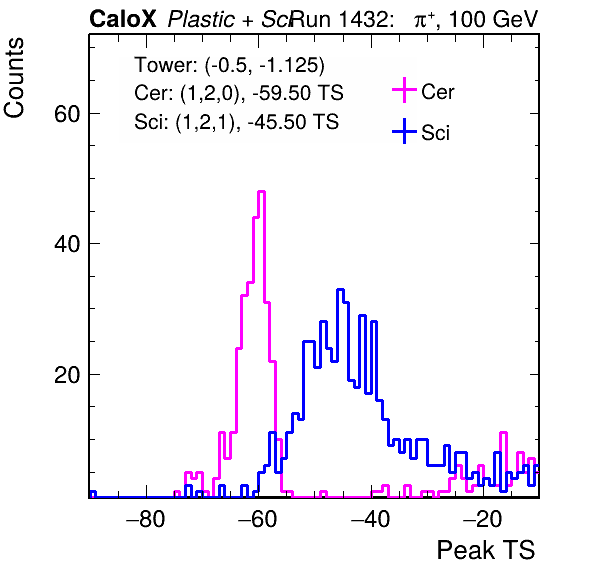 CaloX Plastic + Sci Run 1432: π⁺, 100 GeV
Tower: (-0.5, -1.125)
Cer: (1,2,0), -59.50 TS
Sci: (1,2,1), -45.50 TS
Cer
Sci
Counts
60
40
20
−80 −60 −40 −20
Peak TS